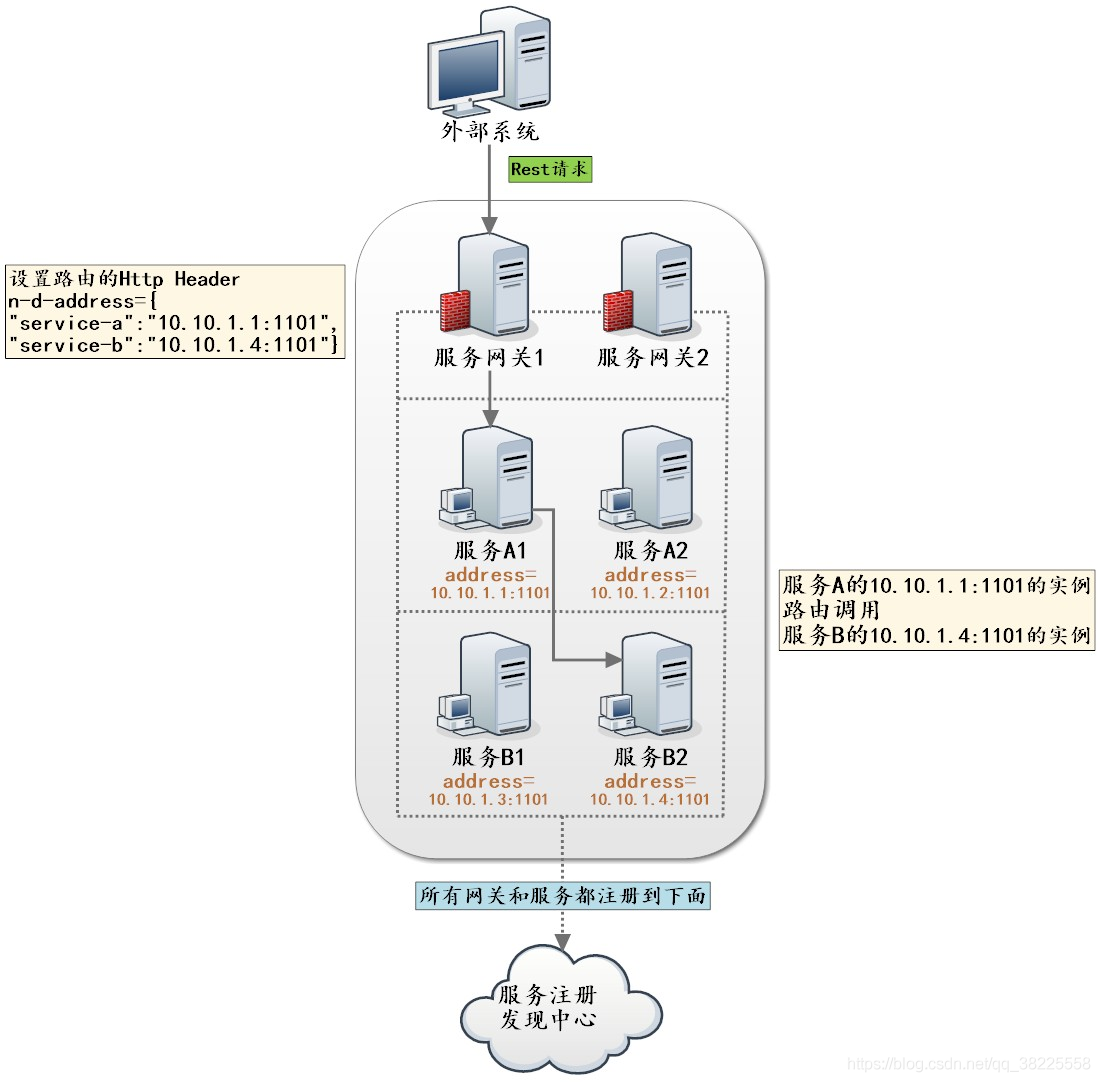 外部系统
Rest请求
设置路由的Http Header
n-d-address={
"service-a":"10.10.1.1:1101",
"service-b":"10.10.1.4:1101"}
服务网关1
服务网关2
服务A1
address=
10.10.1.1:1101
服务A2
address=
10.10.1.2:1101
服务A的10.10.1.1:1101的实例
路由调用
服务B的10.10.1.4:1101的实例
服务B1
address=
10.10.1.3:1101
服务B2
address=
10.10.1.4:1101
所有网关和服务都注册到下面
服务注册
发现中心
https://blog.csdn.net/qq_38225558